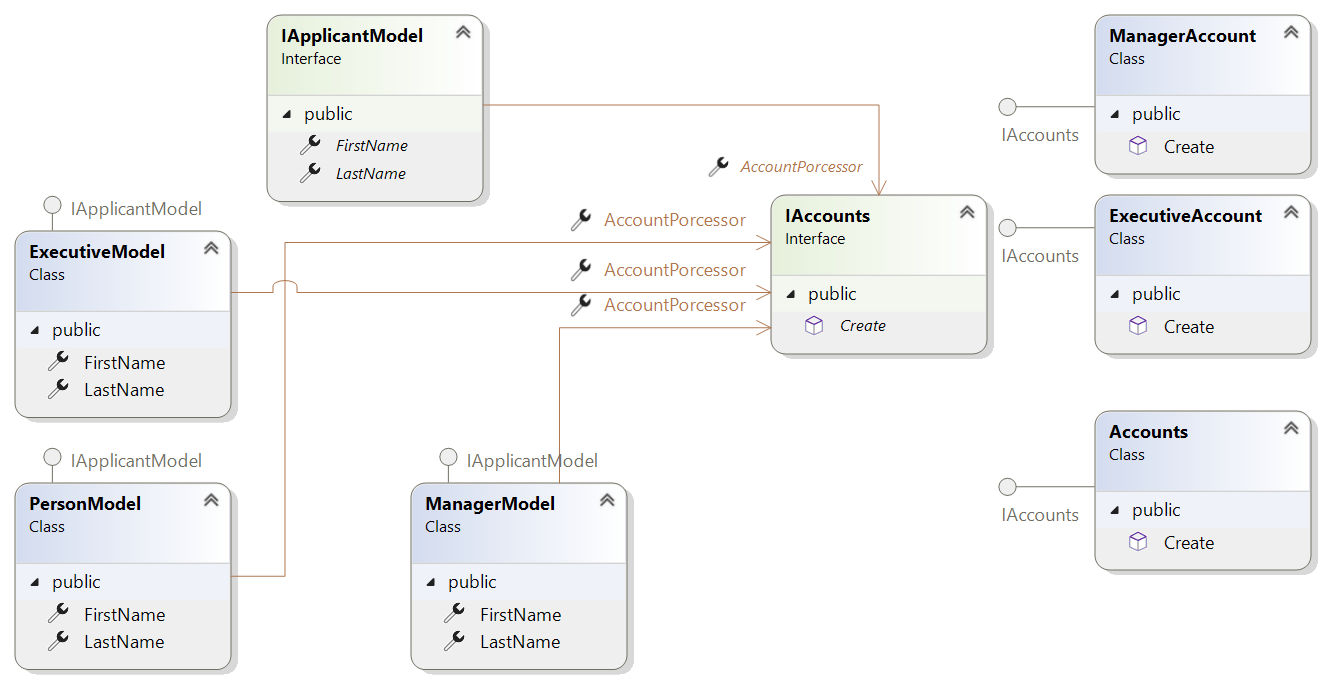 IApplicantModel
Interface
public
FirstName
LastName
ManagerAccount
Class
public
Create
IAccounts
AccountPorcessor
IApplicantModel
ExecutiveModel
Class
public
FirstName
LastName
AccountPorcessor
AccountPorcessor
AccountPorcessor
IAccounts
Interface
public
Create
ExecutiveAccount
Class
public
Create
IAccounts
IApplicantModel
PersonModel
Class
public
FirstName
LastName
IApplicantModel
ManagerModel
Class
public
FirstName
LastName
Accounts
Class
public
Create
IAccounts